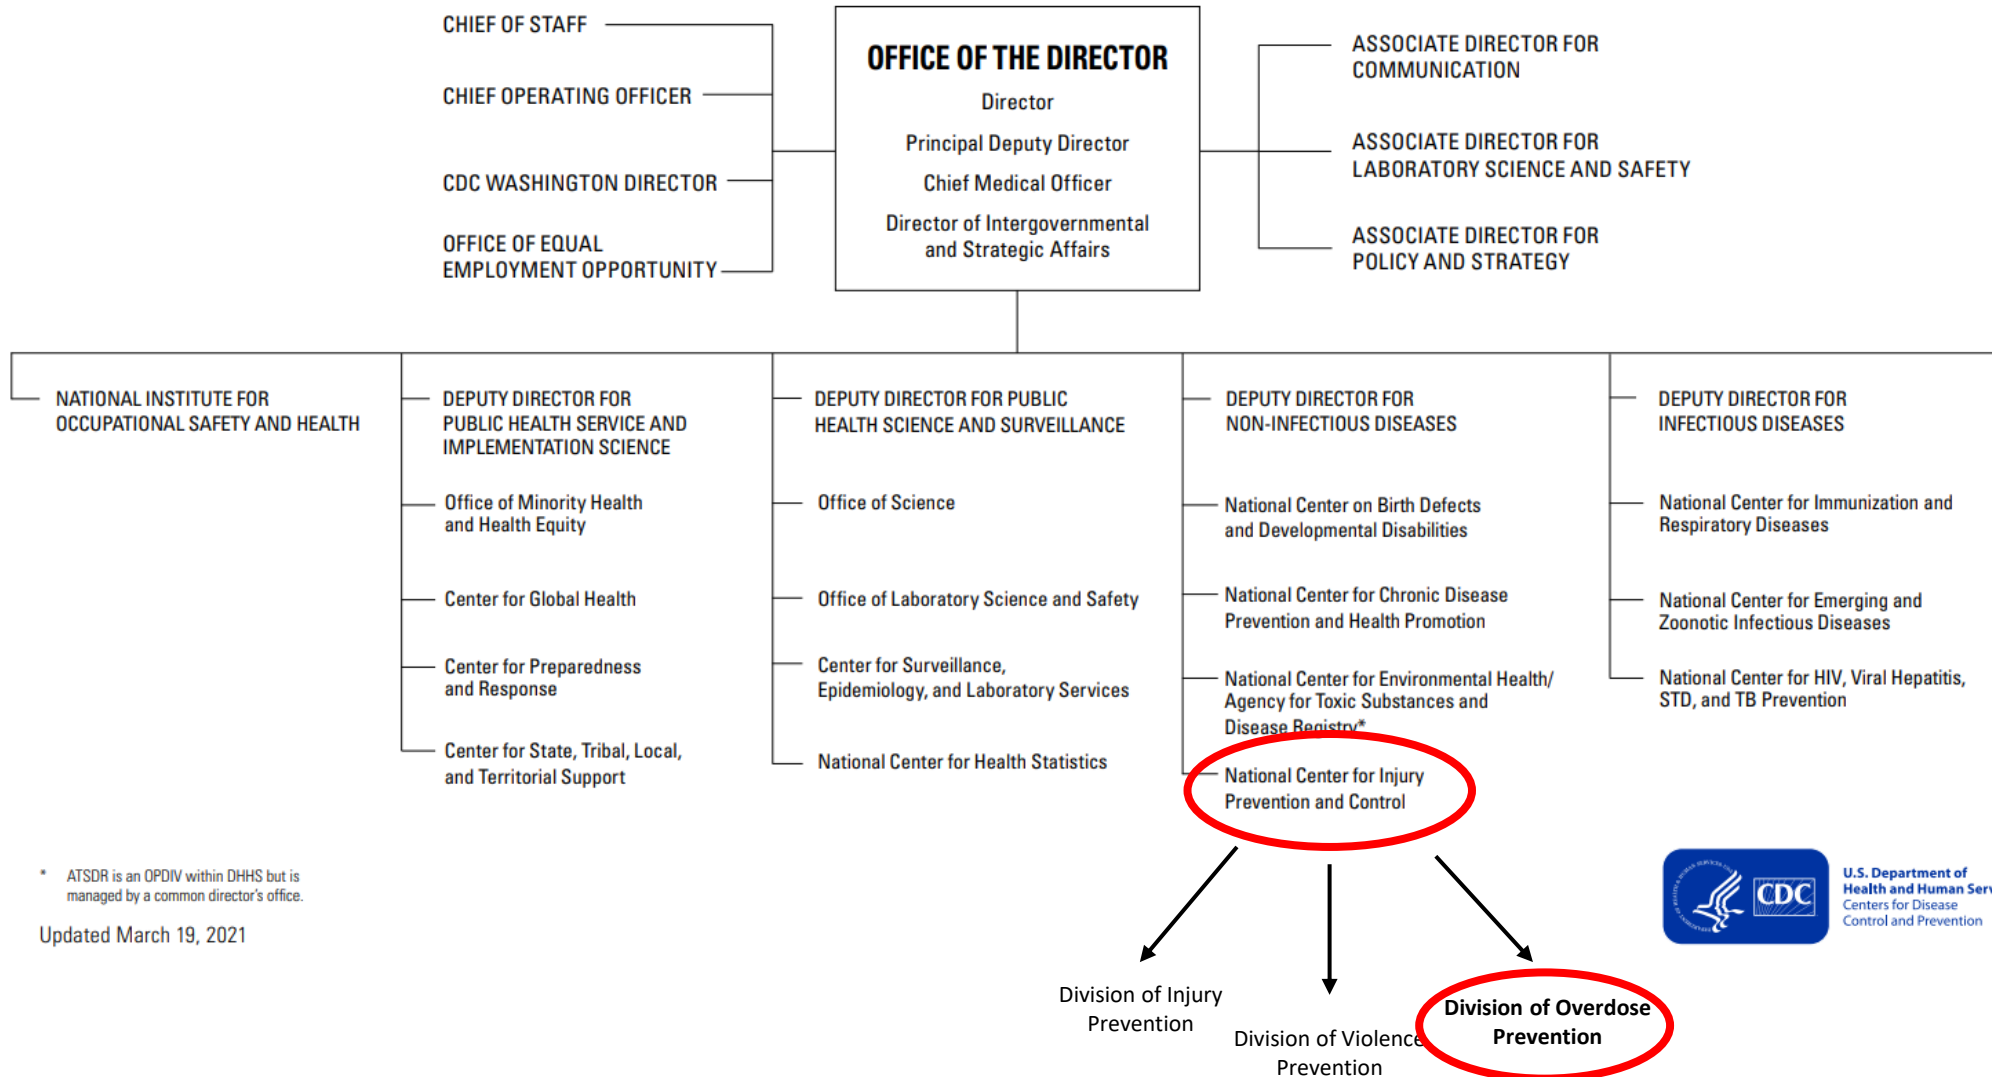 CHIEF OF STAFF
CHIEF OPERATING OFFICER
CDC WASHINGTON DIRECTOR
OFFICE OF EQUAL
EMPLOYMENT OPPORTUNITY
OFFICE OF THE DIRECTOR
Director
Principal Deputy Director
Chief Medical Officer
Director of Intergovernmental
and Strategic Affairs
ASSOCIATE DIRECTOR FOR
COMMUNICATION
ASSOCIATE DIRECTOR FOR
LABORATORY SCIENCE AND SAFETY
ASSOCIATE DIRECTOR FOR
POLICY AND STRATEGY
NATIONAL INSTITUTE FOR
OCCUPATIONAL SAFETY AND HEALTH
DEPUTY DIRECTOR FOR
PUBLIC HEALTH SERVICE AND
IMPLEMENTATION SCIENCE
Office of Minority Health
and Health Equity
Center for Global Health
Center for Preparedness
and Response
Center for State, Tribal, Local,
and Territorial Support
DEPUTY DIRECTOR FOR PUBLIC
HEALTH SCIENCE AND SURVEILLANCE
Office of Science
Office of Laboratory Science and Safety
Center for Surveillance,
Epidemiology, and Laboratory Services
National Center for Health Statistics
DEPUTY DIRECTOR FOR
NON-INFECTIOUS DISEASES
National Center on Birth Defects
and Developmental Disabilities
National Center for Chronic Disease
Prevention and Health Promotion
National Center for Environmental Health/
Agency for Toxic Substances and
Disease Registry*
National Center for Injury
Prevention and Control
DEPUTY DIRECTOR FOR
INFECTIOUS DISEASES
National Center for Immunization and
Respiratory Diseases
National Center for Emerging and
Zoonotic Infectious Diseases
National Center for HIV, Viral Hepatitis,
STD, and TB Prevention
* ATSDR is an OPDIV within DHHS but is
managed by a common director's office.
Updated March 19, 2021
CDC
U.S. Department of
Health and Human Serv
Centers for Disease
Control and Prevention
Division of Injury
Prevention
Division of Violence
Prevention
Division of Overdose
Prevention